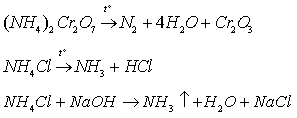 (NH₄)₂Cr₂O₇ →^{t°} N₂ + 4H₂O + Cr₂O₃
NH₄Cl →^{t°} NH₃ + HCl
NH₄Cl + NaOH → NH₃ ↑ +H₂O + NaCl